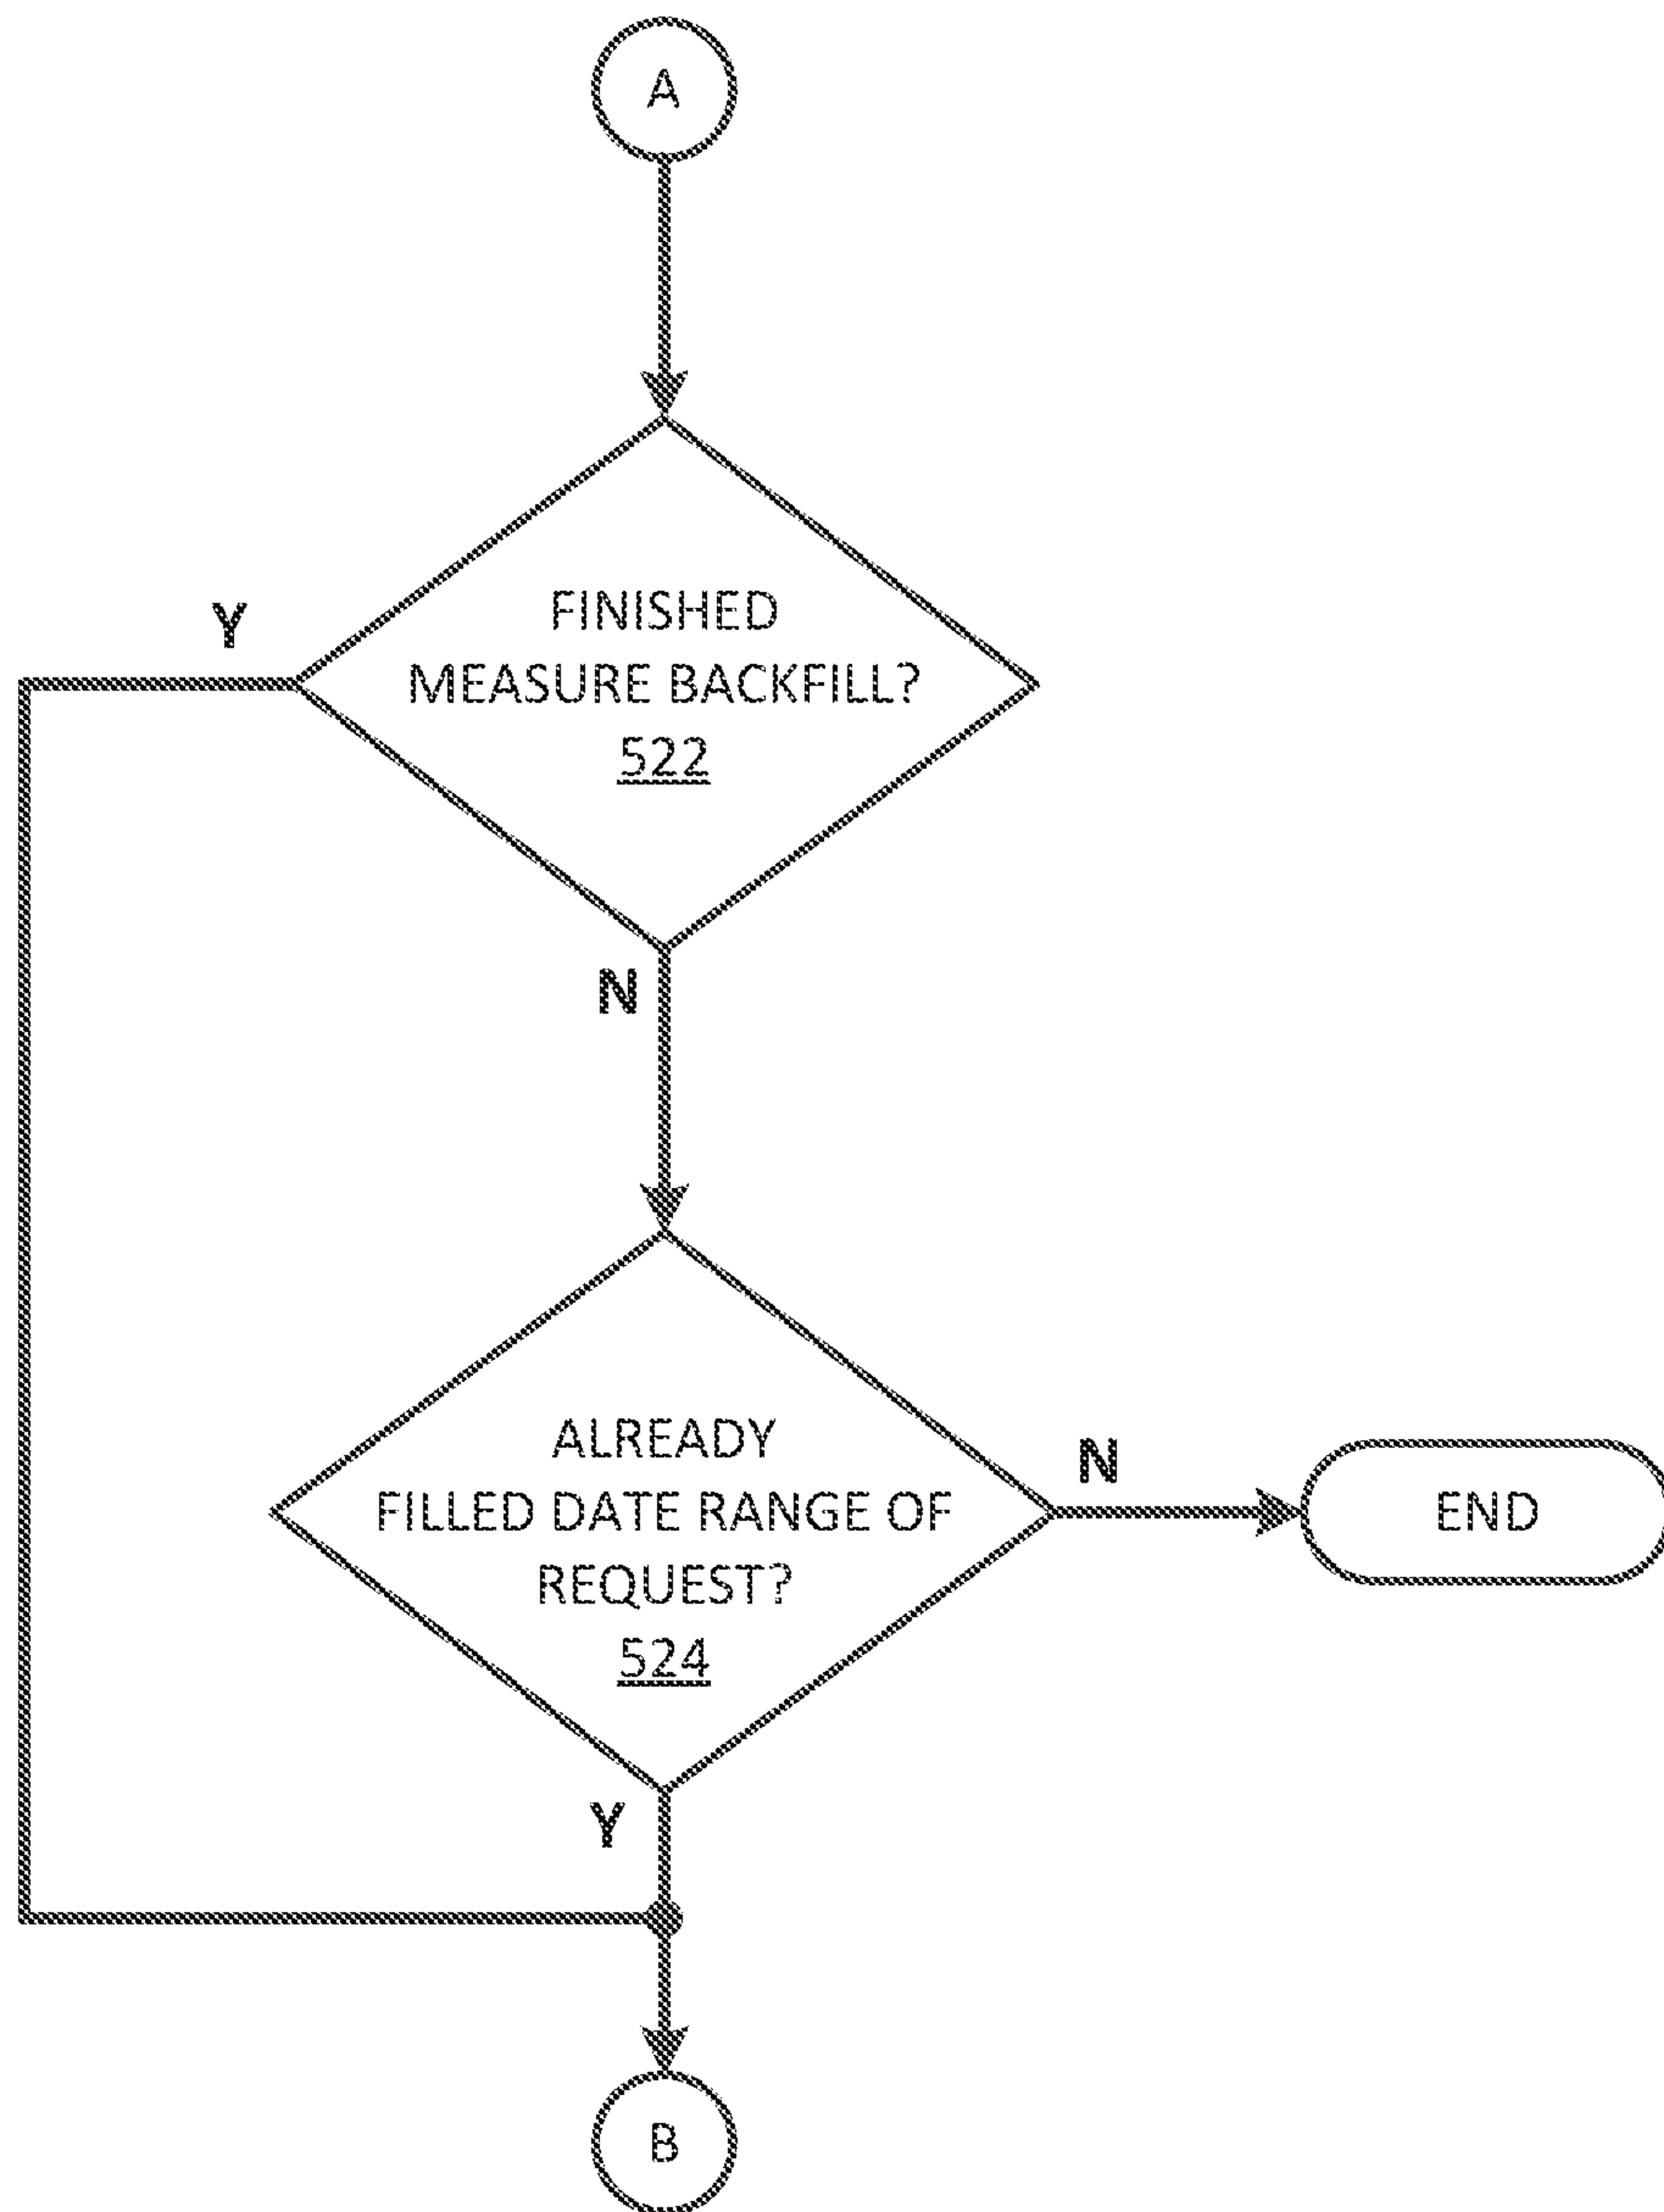 A
FINISHED
Y
MEASURE BACKFILL?
522
N
ALREADY
N
FILLED DATE RANGE OF
END
REQUEST?
524
Y
B